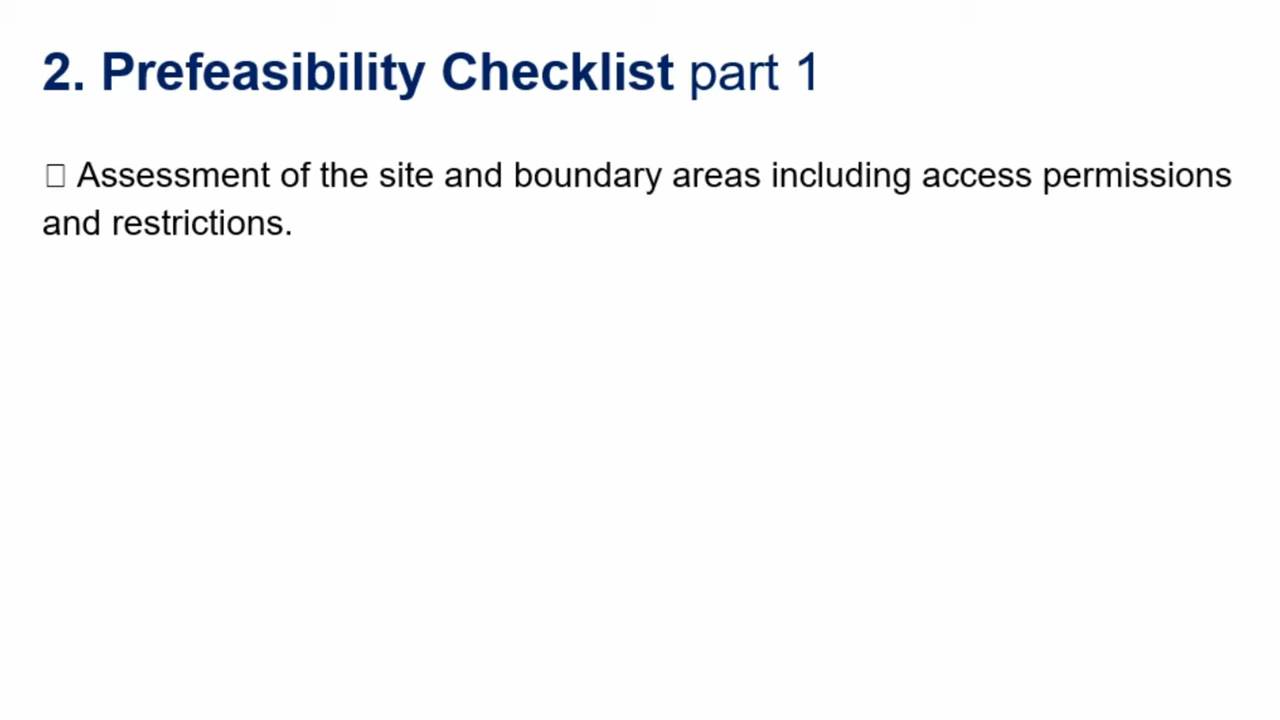 2. Prefeasibility Checklist part 1
☐ Assessment of the site and boundary areas including access permissions
and restrictions.